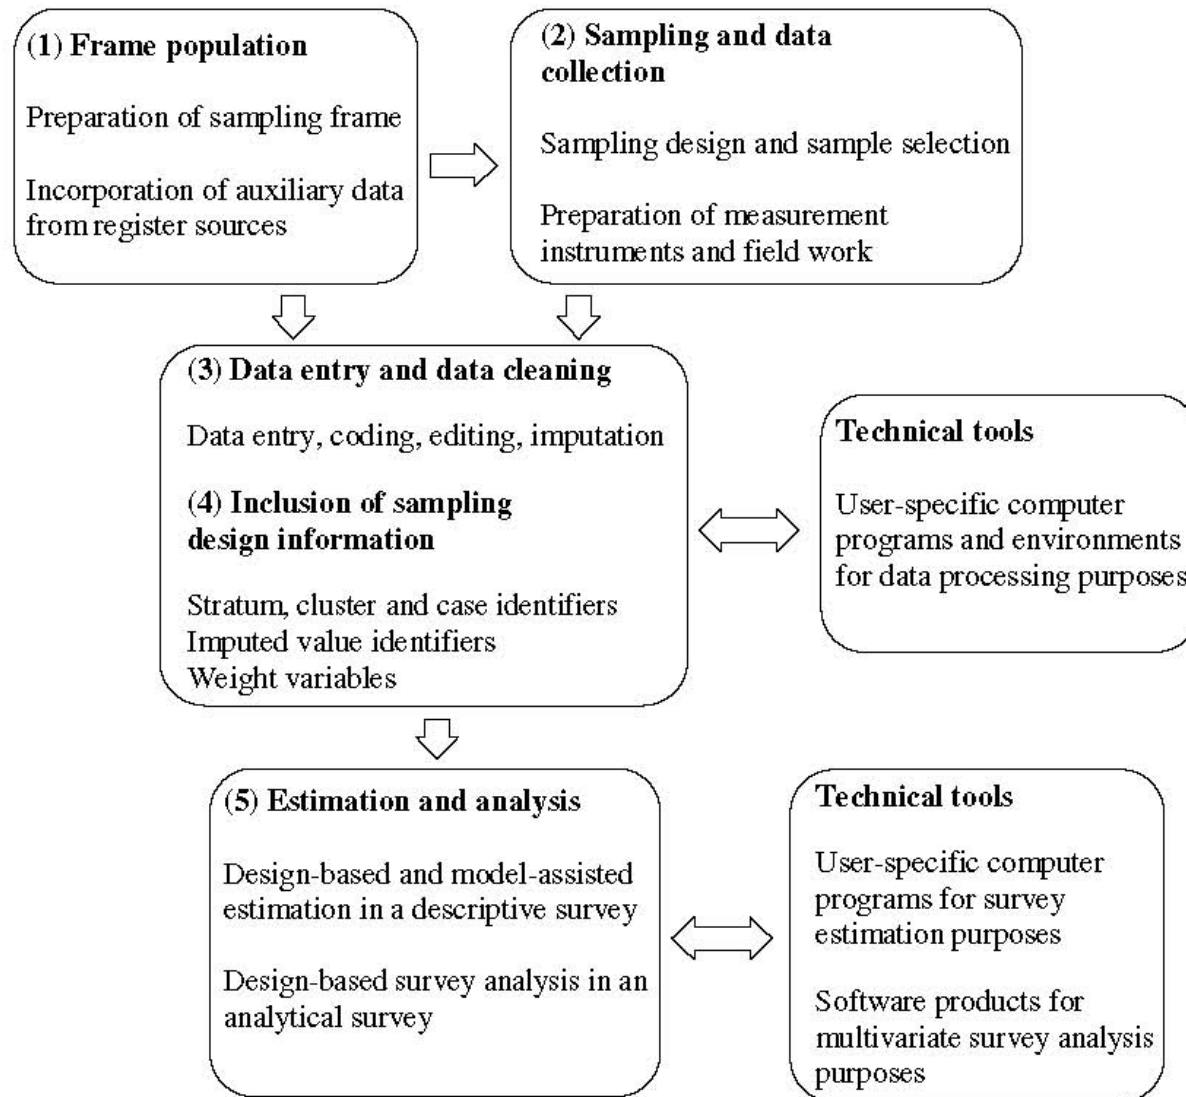 (1) Frame population
Preparation of sampling frame
Incorporation of auxiliary data
from register sources
(2) Sampling and data
collection
Sampling design and sample selection
Preparation of measurement
instruments and field work
(3) Data entry and data cleaning
Data entry, coding, editing, imputation
(4) Inclusion of sampling
design information
Stratum, cluster and case identifiers
Imputed value identifiers
Weight variables
Technical tools
User-specific computer
programs and environments
for data processing purposes
(5) Estimation and analysis
Design-based and model-assisted
estimation in a descriptive survey
Design-based survey analysis in an
analytical survey
Technical tools
User-specific computer
programs for survey
estimation purposes
Software products for
multivariate survey analysis
purposes